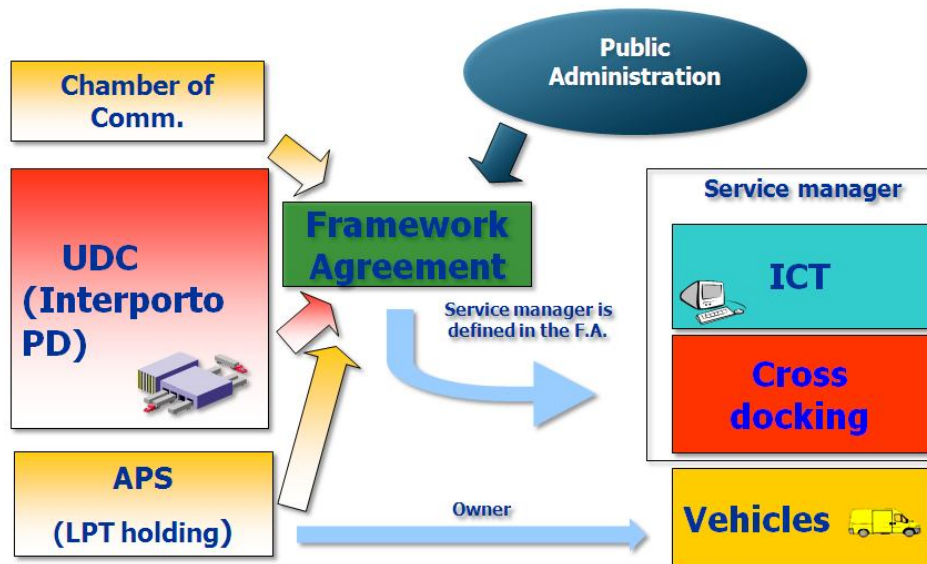 Public
Administration
Chamber of
Comm.
Service manager
Framework
Agreement
UDC
(Interporto
PD)
ICT
Service manager is
defined in the F.A.
Cross
docking
APS
(LPT holding)
Owner
Vehicles